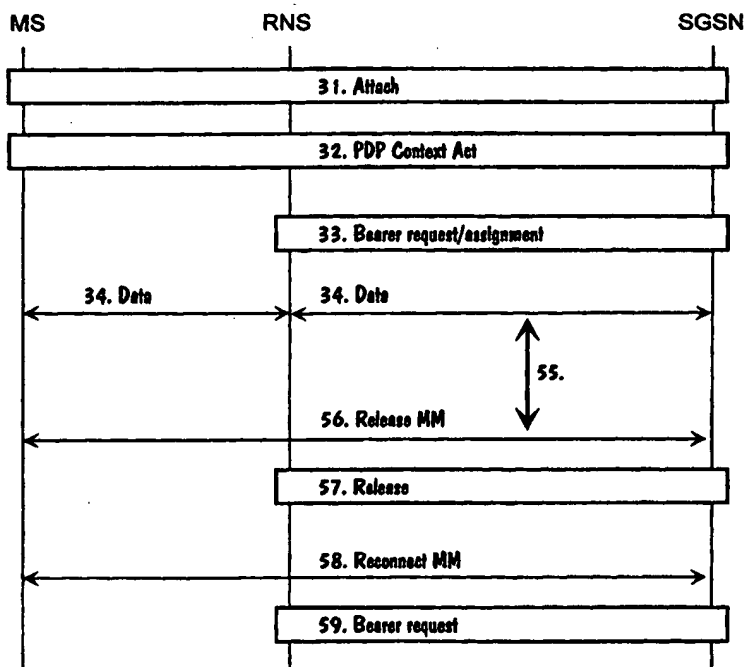 MS RNS SGSN
31. Attach
32. PDP Context Act
33. Bearer request/assignment
34. Data 34. Data
55.
56. Release MM
57. Release
58. Reconnect MM
59. Bearer request